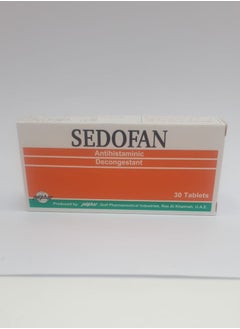 SEDOFAN
Antihistaminic
Decongestant
30 Tablets
Produced by: julphar Gulf Pharmaceutical Industries, Ras Al Khaimah, U.A.E.